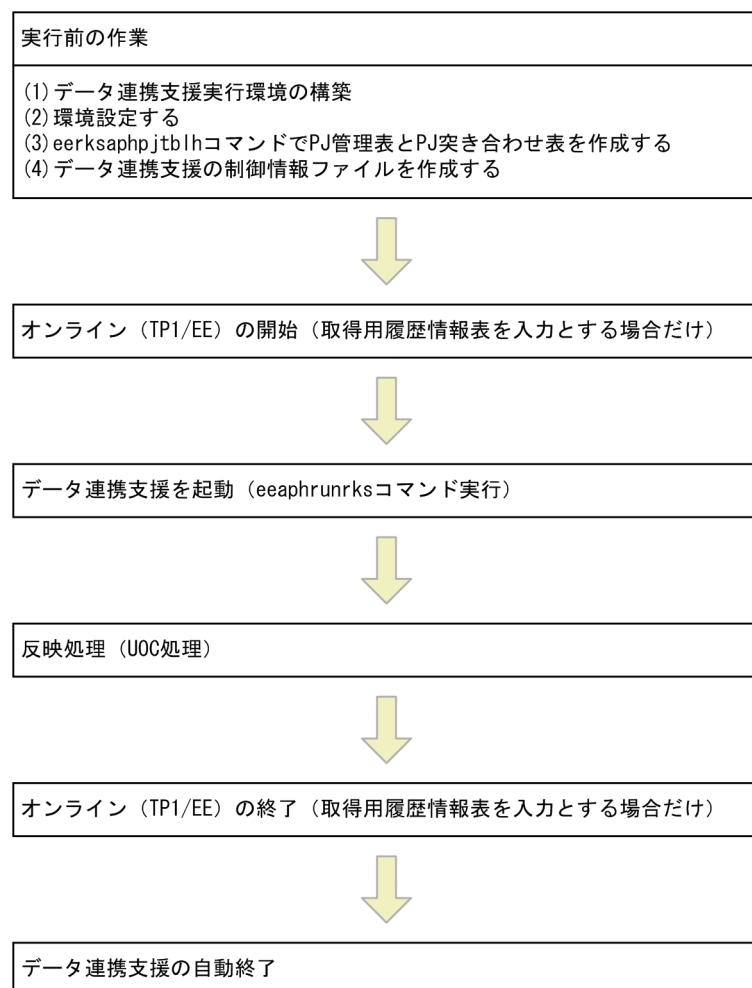 実行前の作業
(1)データ連携支援実行環境の構築
(2)環境設定する
(3)eerksaphpjtblhコマンドでPJ管理表とPJ突き合わせ表を作成する
(4)データ連携支援の制御情報ファイルを作成する
オンライン（TP1/EE）の開始（取得用履歴情報表を入力とする場合だけ）
データ連携支援を起動（eeaphrunrksコマンド実行）
反映処理（UOC処理）
オンライン（TP1/EE）の終了（取得用履歴情報表を入力とする場合だけ）
データ連携支援の自動終了